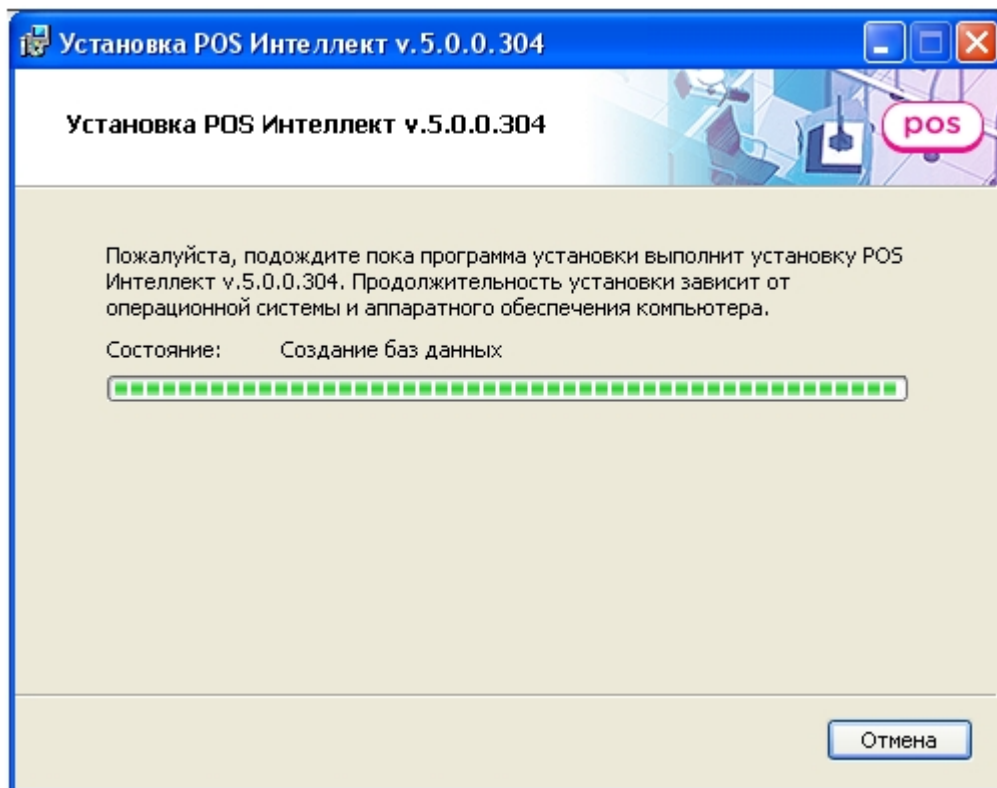 Установка POS Интеллект v.5.0.0.304
Установка POS Интеллект v.5.0.0.304
pos
Пожалуйста, подождите пока программа установки выполнит установку POS
Интеллект v.5.0.0.304. Продолжительность установки зависит от
операционной системы и аппаратного обеспечения компьютера.
Состояние: Создание баз данных
Отмена